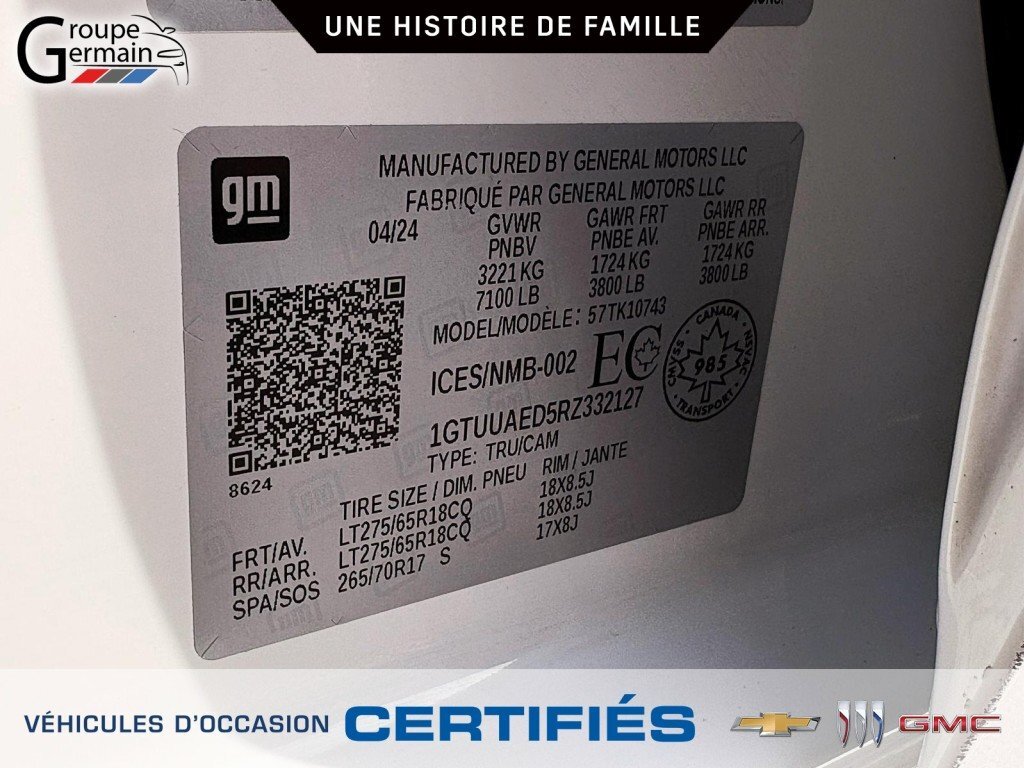 Groupe
Germain
UNE HISTOIRE DE FAMILLE
gm
MANUFACTURED BY GENERAL MOTORS LLC
FABRIQUÉ PAR GENERAL MOTORS LLC
04/24 GVWR GAWR FRT GAWR RR
PNBV PNBE AV. PNBE ARR.
3221 KG 1724 KG 1724 KG
7100 LB 3800 LB 3800 LB
MODEL/MODÈLE: 57TK10743
ICES/NMB-002 EC
CANADA
985
TRANSPORT
CMVSS
NSVAC
1GTUUAED5RZ332127
TYPE: TRU/CAM
8624
TIRE SIZE / DIM. PNEU RIM / JANTE
FRT/AV. LT275/65R18CQ 18X8.5J
RR/ARR. LT275/65R18CQ 18X8.5J
SPA/SOS 265/70R17 S 17X8J
VÉHICULES D'OCCASION CERTIFIÉS GMC